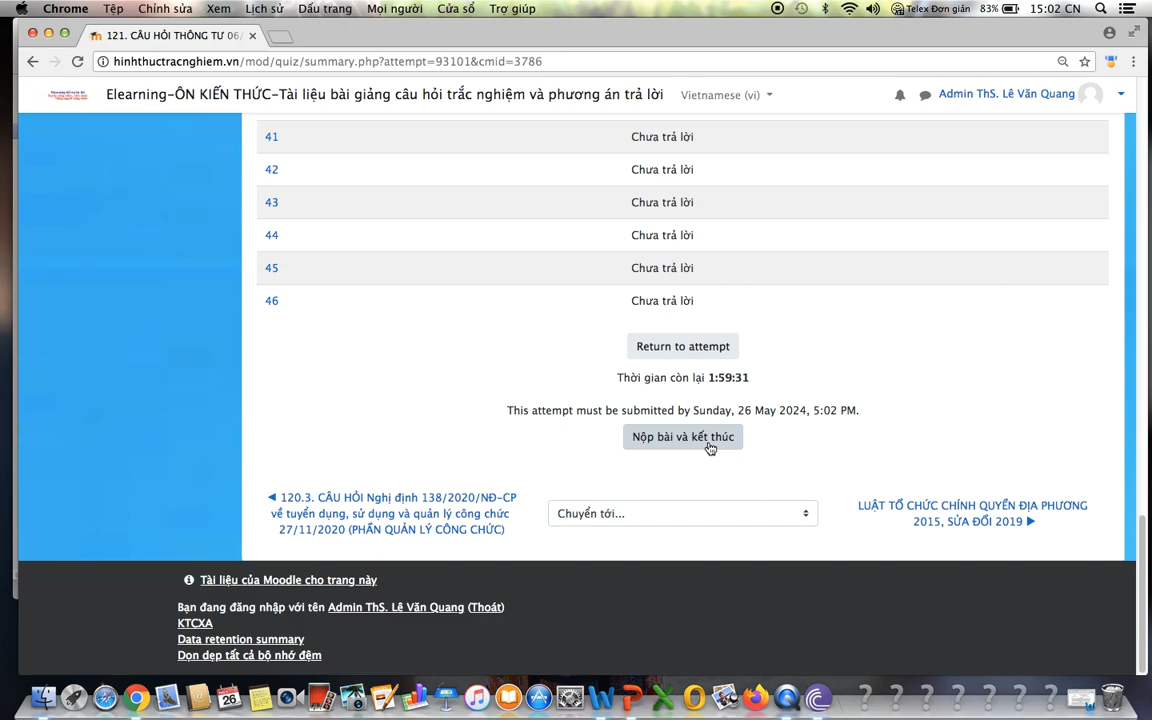 Chrome Tệp Chỉnh sửa Xem Lịch sử Dấu trang Mọi người Cửa sổ Trợ giúp Telex Đơn giản 83% 15:02 CN
121. CÂU HỎI THÔNG TƯ 06/
hinhthuctracnghiem.vn/mod/quiz/summary.php?attempt=93101&cmid=3786
Elearning-ÔN KIẾN THỨC-Tài liệu bài giảng câu hỏi trắc nghiệm và phương án trả lời Vietnamese (vi) Admin ThS. Lê Văn Quang
41 Chưa trả lời
42 Chưa trả lời
43 Chưa trả lời
44 Chưa trả lời
45 Chưa trả lời
46 Chưa trả lời
Return to attempt
Thời gian còn lại 1:59:31
This attempt must be submitted by Sunday, 26 May 2024, 5:02 PM.
Nộp bài và kết thúc
◀ 120.3. CÂU HỎI Nghị định 138/2020/NĐ-CP
về tuyển dụng, sử dụng và quản lý công chức
27/11/2020 (PHẦN QUẢN LÝ CÔNG CHỨC)
Chuyển tới...
LUẬT TỔ CHỨC CHÍNH QUYỀN ĐỊA PHƯƠNG
2015, SỬA ĐỔI 2019 ▶
Tài liệu của Moodle cho trang này
Bạn đang đăng nhập với tên Admin ThS. Lê Văn Quang (Thoát)
KTCXA
Data retention summary
Dọn dẹp tất cả bộ nhớ đệm
26